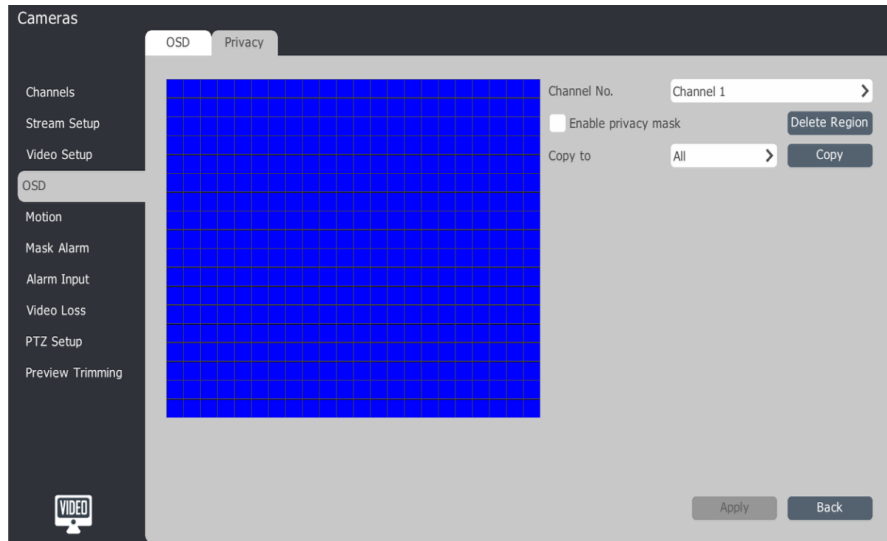 Cameras
OSD Privacy
Channels
Stream Setup
Video Setup
OSD
Motion
Mask Alarm
Alarm Input
Video Loss
PTZ Setup
Preview Trimming
VIDEO
Channel No. Channel 1
Enable privacy mask Delete Region
Copy to All Copy
Apply Back